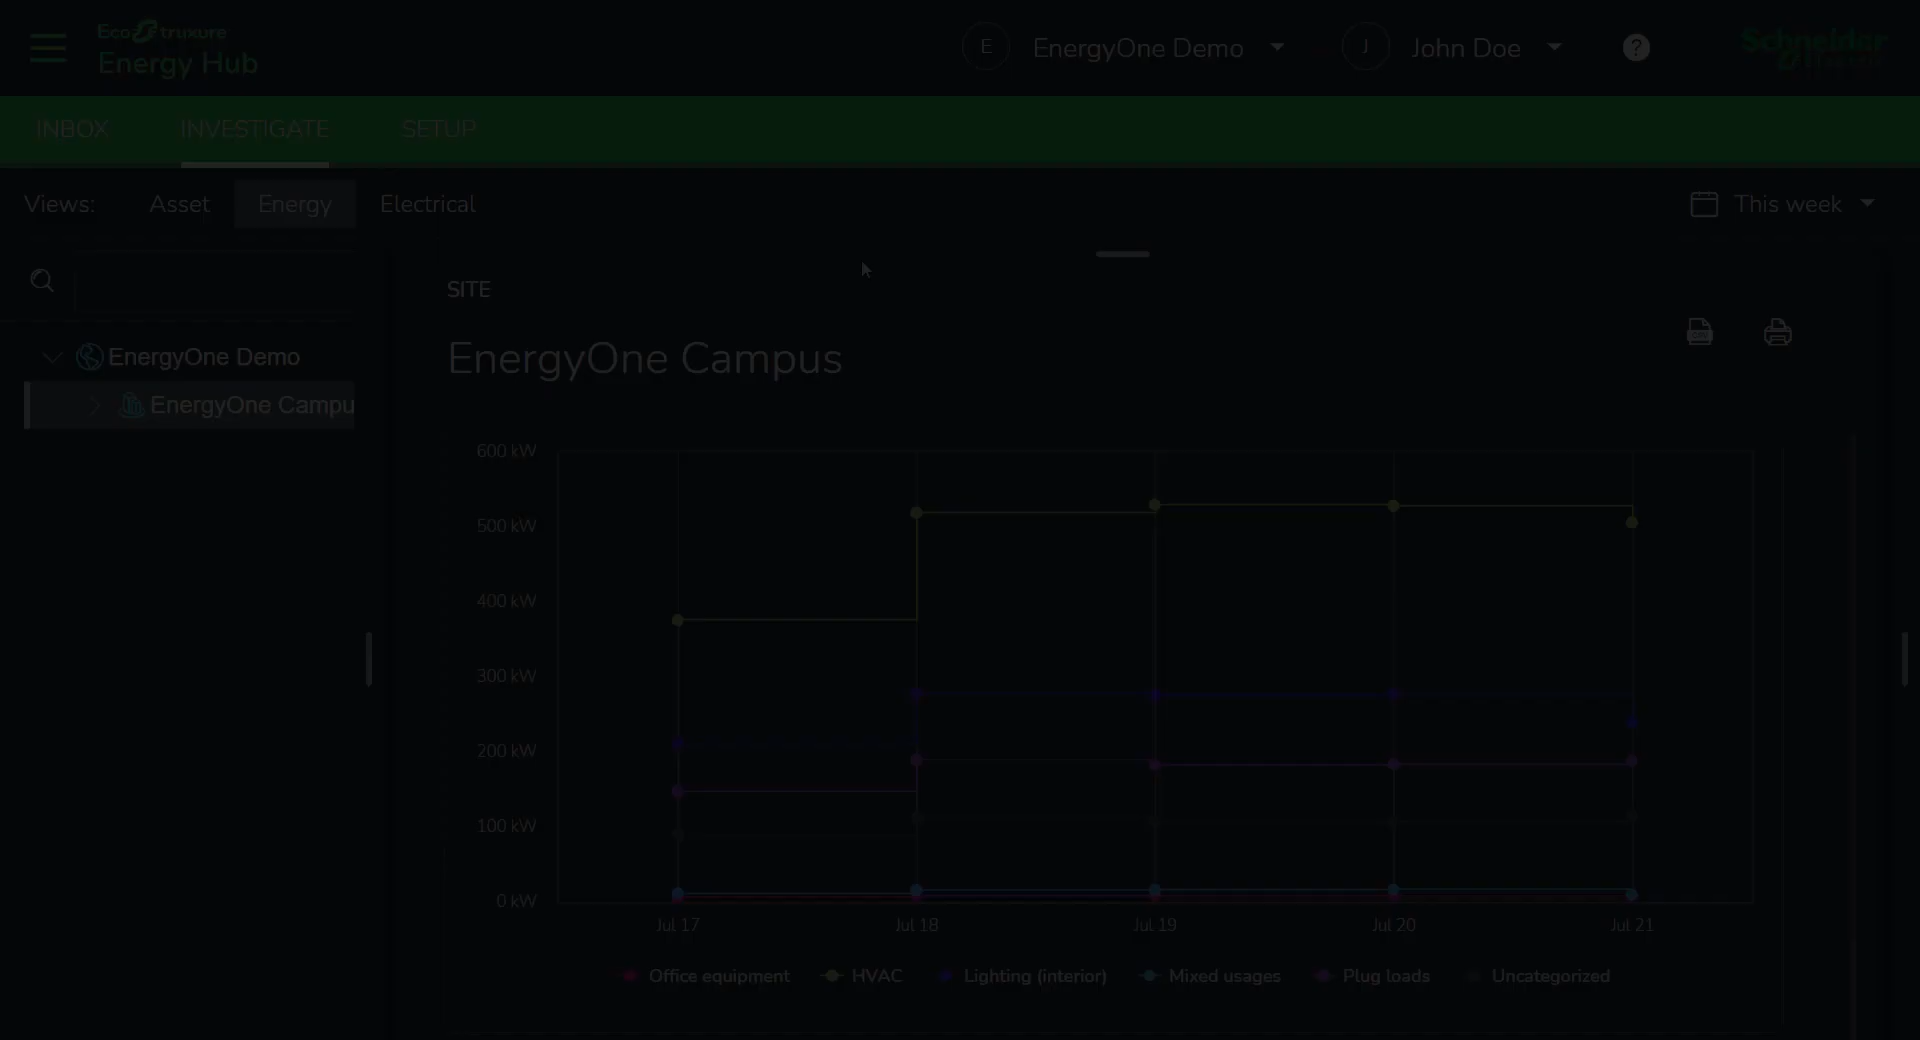 EcoStruxure
Energy Hub
E EnergyOne Demo
J John Doe
?
Schneider
Electric
INBOX INVESTIGATE SETUP
Views: Asset Energy Electrical
This week
SITE
EnergyOne Campus
EnergyOne Demo
EnergyOne Campu
600 kW
500 kW
400 kW
300 kW
200 kW
100 kW
0 kW
Jul 17 Jul 18 Jul 19 Jul 20 Jul 21
Office equipment HVAC Lighting (interior) Mixed usages Plug loads Uncategorized